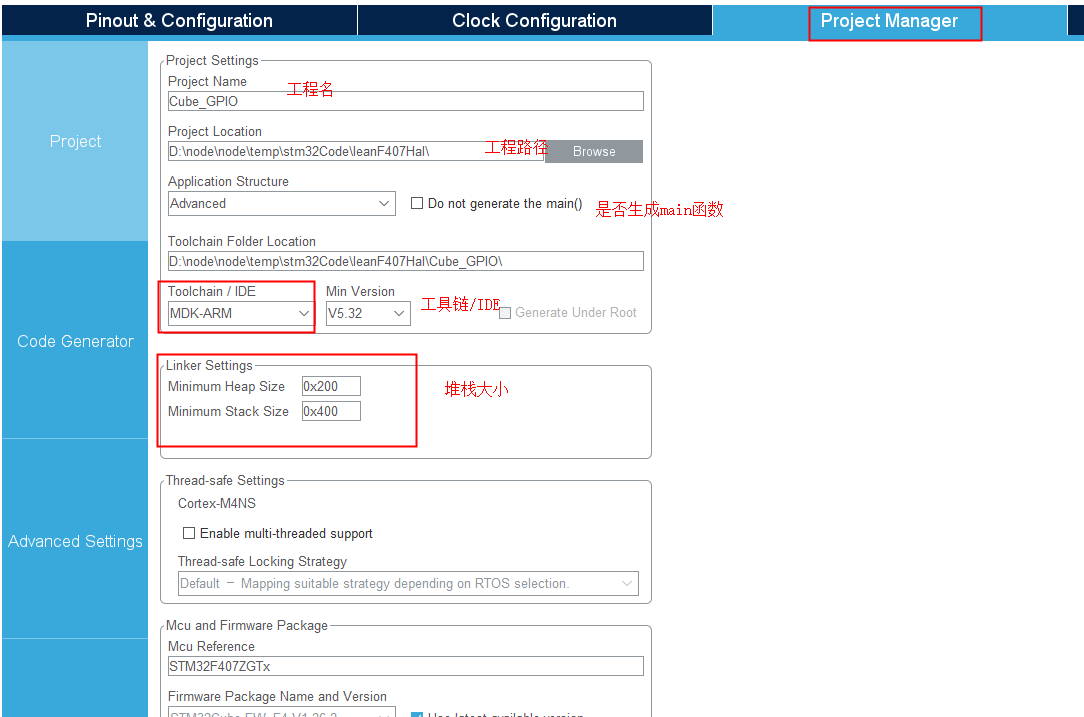 Pinout & Configuration
Clock Configuration
Project Manager
Project
Code Generator
Advanced Settings
Project Settings
Project Name
工程名
Cube_GPIO
Project Location
D:\node\node\temp\stm32Code\leanF407Hal\
工程路径
Browse
Application Structure
Advanced
Do not generate the main()
是否生成main函数
Toolchain Folder Location
D:\node\node\temp\stm32Code\leanF407Hal\Cube_GPIO\
Toolchain / IDE
Min Version
MDK-ARM
V5.32
工具链/IDE
Generate Under Root
Linker Settings
Minimum Heap Size 0x200
堆栈大小
Minimum Stack Size 0x400
Thread-safe Settings
Cortex-M4NS
Enable multi-threaded support
Thread-safe Locking Strategy
Default － Mapping suitable strategy depending on RTOS selection.
Mcu and Firmware Package
Mcu Reference
STM32F407ZGTx
Firmware Package Name and Version
Use latest available version